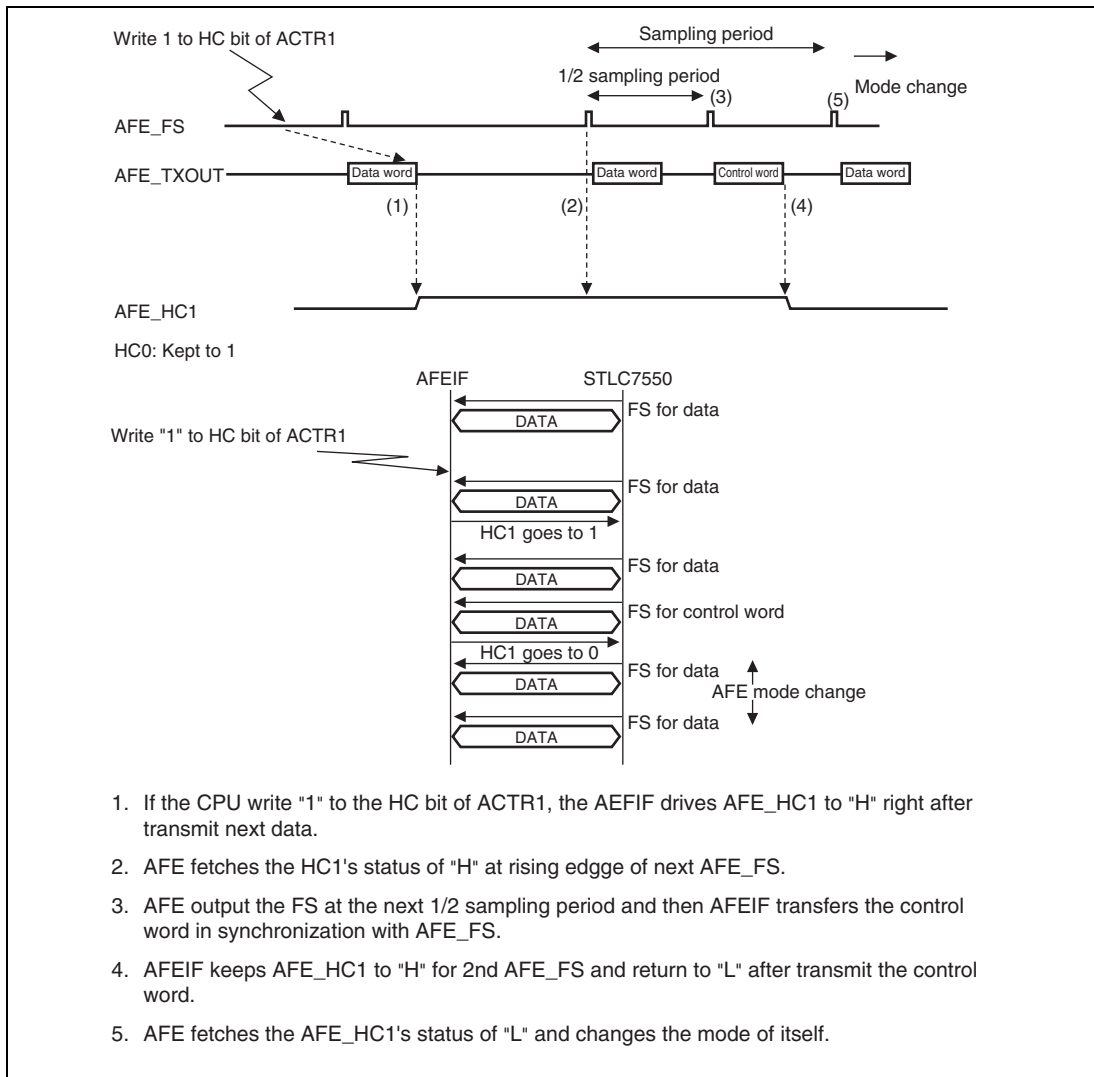 Write 1 to HC bit of ACTR1
Sampling period
1/2 sampling period
(3)
(5)
Mode change
AFE_FS
AFE_TXOUT
Data word
Data word
Control word
Data word
(1)
(2)
(4)
AFE_HC1
HC0: Kept to 1
AFEIF
STLC7550
FS for data
DATA
Write "1" to HC bit of ACTR1
FS for data
DATA
HC1 goes to 1
FS for data
DATA
FS for control word
DATA
HC1 goes to 0
FS for data
DATA
AFE mode change
FS for data
DATA
1. If the CPU write "1" to the HC bit of ACTR1, the AEFIF drives AFE_HC1 to "H" right after
transmit next data.
2. AFE fetches the HC1's status of "H" at rising edgge of next AFE_FS.
3. AFE output the FS at the next 1/2 sampling period and then AFEIF transfers the control
word in synchronization with AFE_FS.
4. AFEIF keeps AFE_HC1 to "H" for 2nd AFE_FS and return to "L" after transmit the control
word.
5. AFE fetches the AFE_HC1's status of "L" and changes the mode of itself.